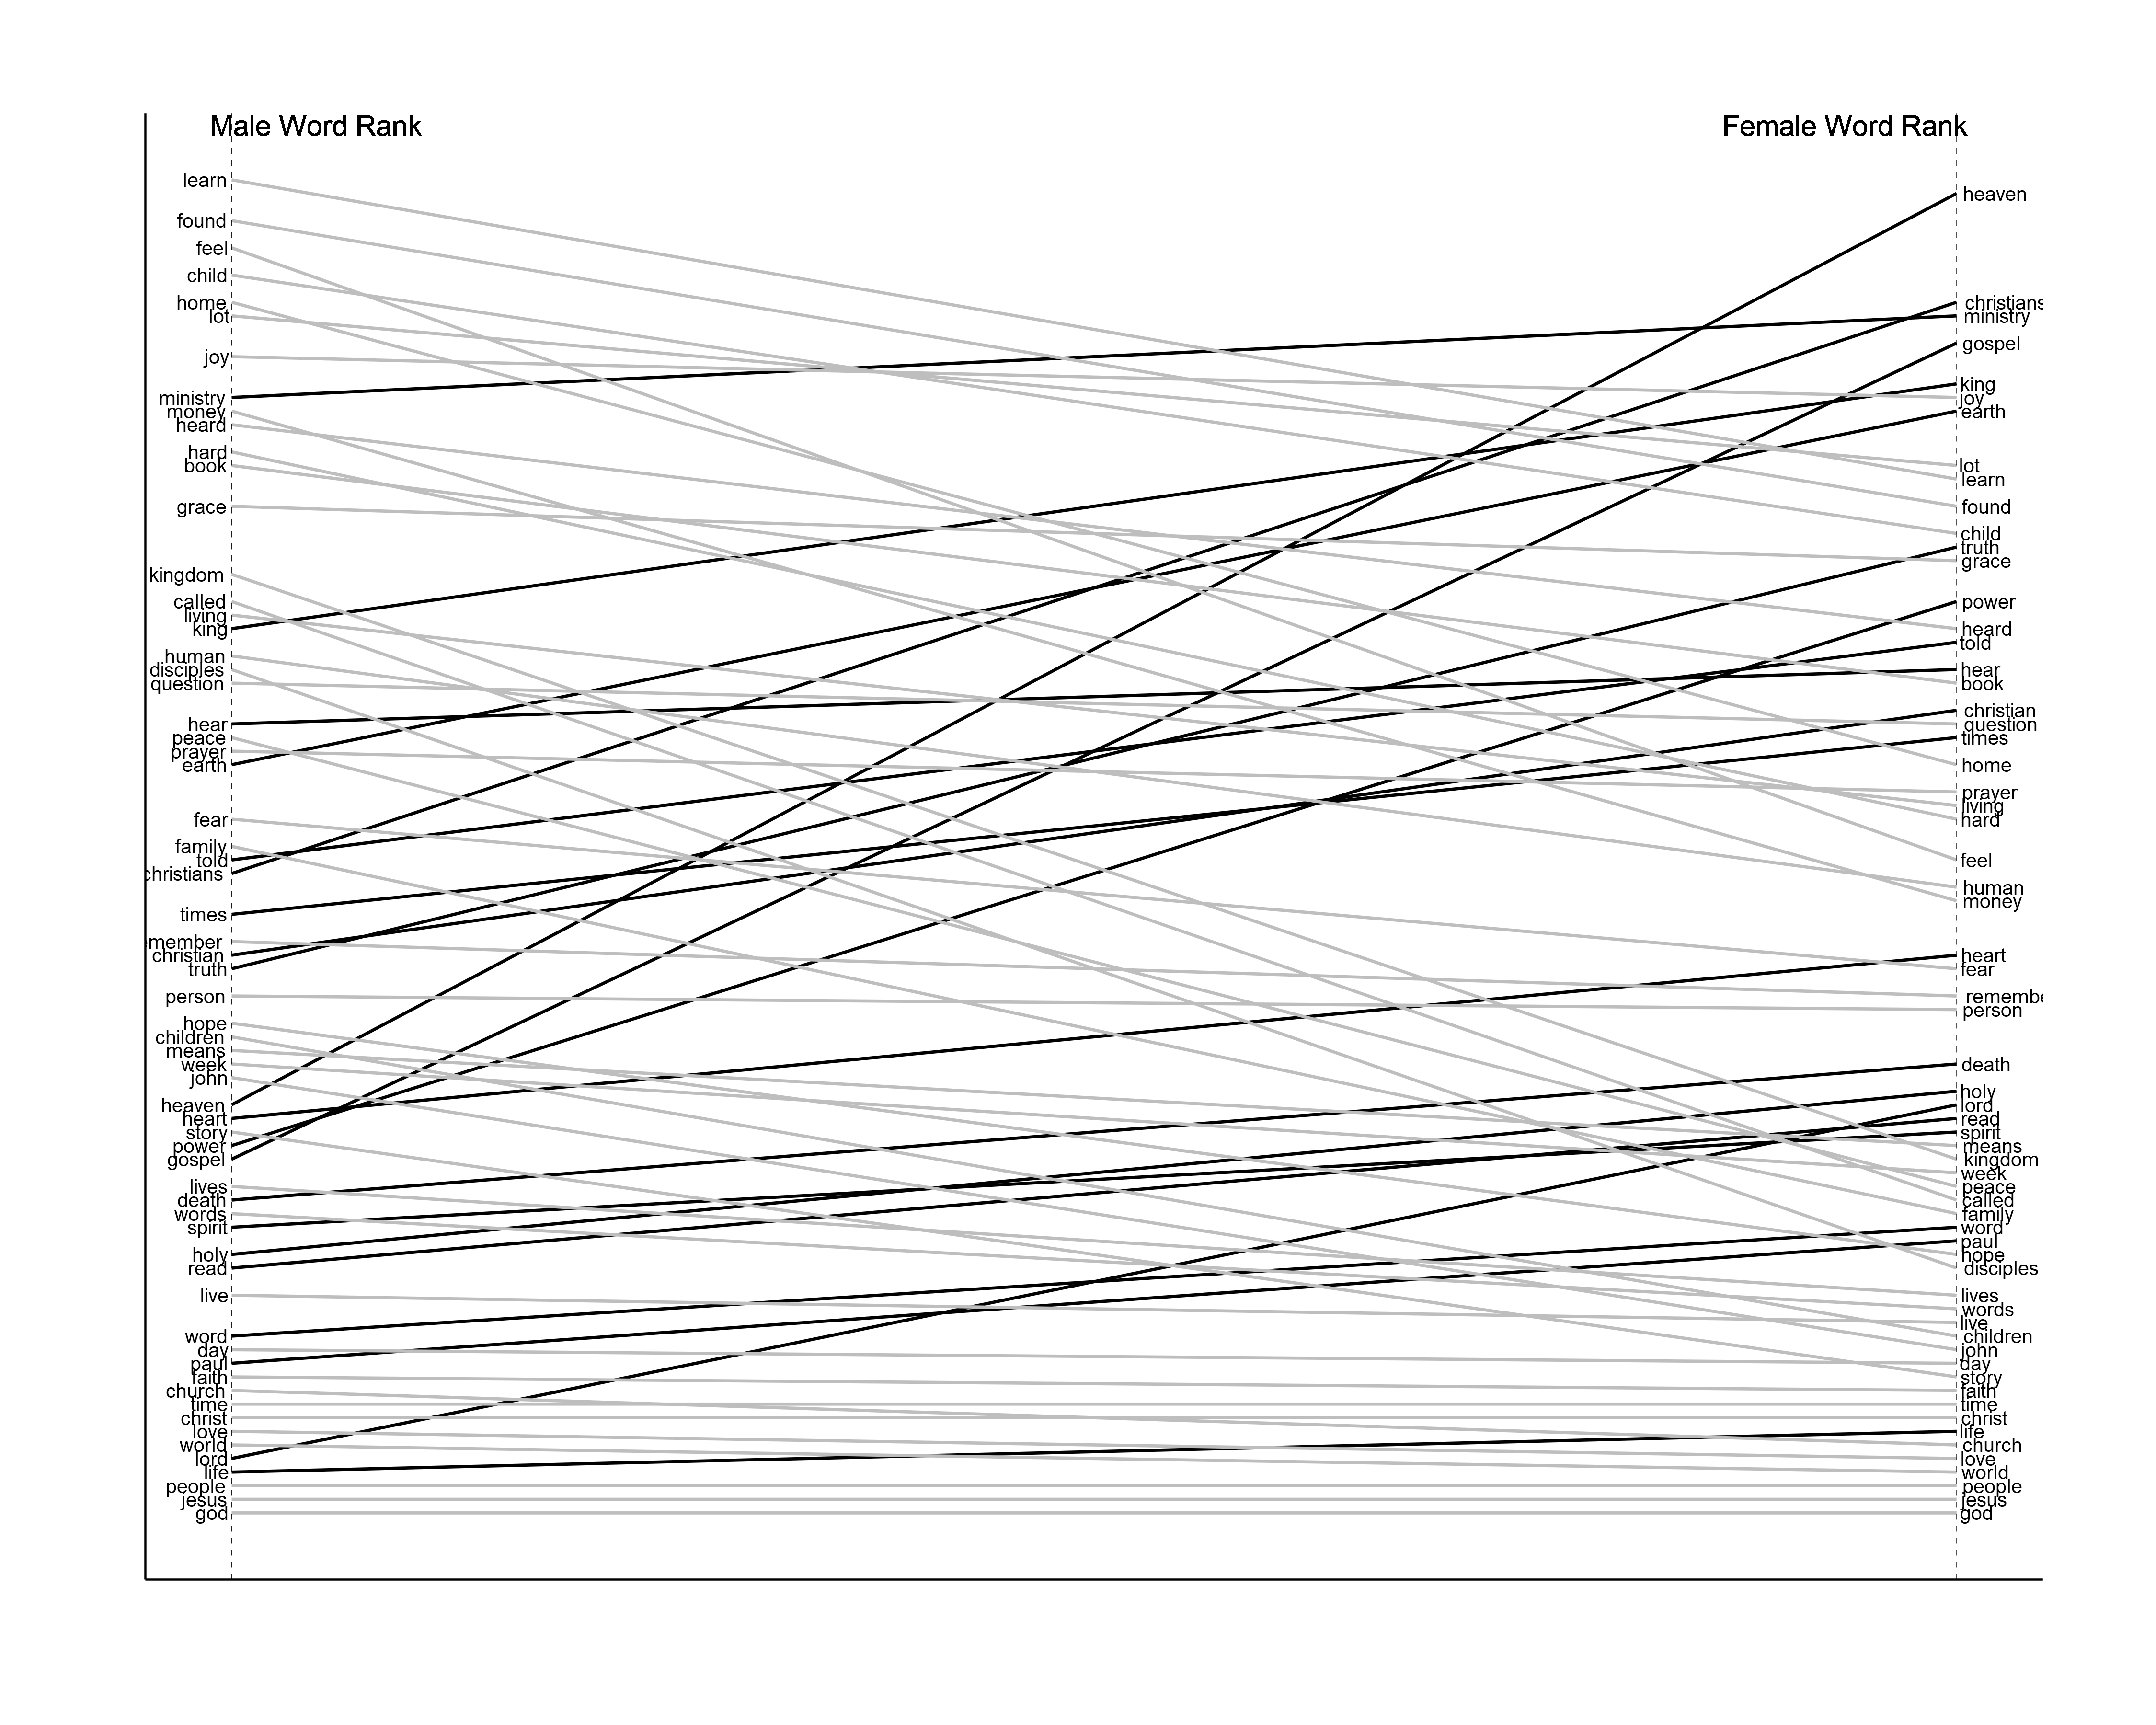 Male Word Rank
Female Word Rank
learn
found
feel
child
home
lot
joy
ministry
money
heard
hard
book
grace
kingdom
called
living
king
human
disciples
question
hear
peace
prayer
earth
fear
family
told
christians
times
emember
christian
truth
person
hope
children
means
week
john
heaven
heart
story
power
gospel
lives
death
words
spirit
holy
read
live
word
day
paul
faith
church
time
christ
love
world
lord
life
people
jesus
god
heaven
christians
ministry
gospel
king
joy
earth
lot
learn
found
child
truth
grace
power
heard
told
hear
book
christian
question
times
home
prayer
living
hard
feel
human
money
heart
fear
remembe
person
death
holy
lord
read
spirit
means
kingdom
week
peace
called
family
word
paul
hope
disciples
lives
words
live
children
john
day
story
faith
time
christ
life
church
love
world
people
jesus
god